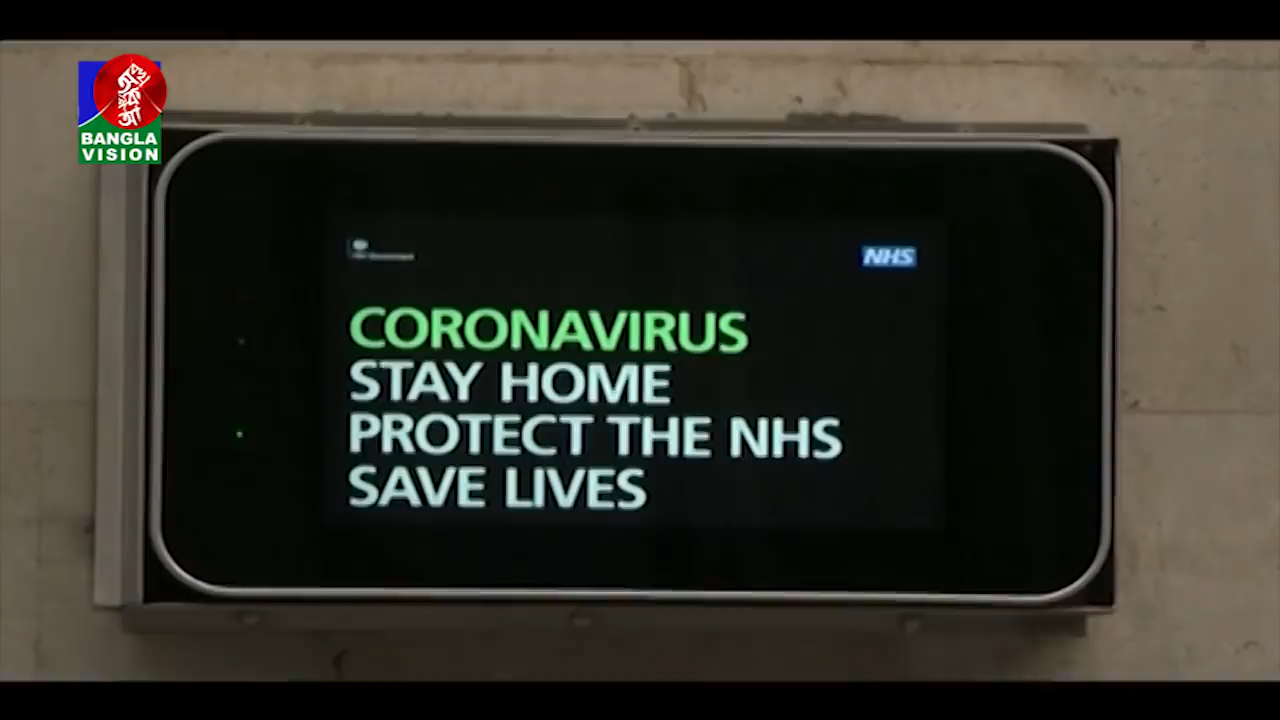 BANGLA
VISION
NHS
CORONAVIRUS
STAY HOME
PROTECT THE NHS
SAVE LIVES